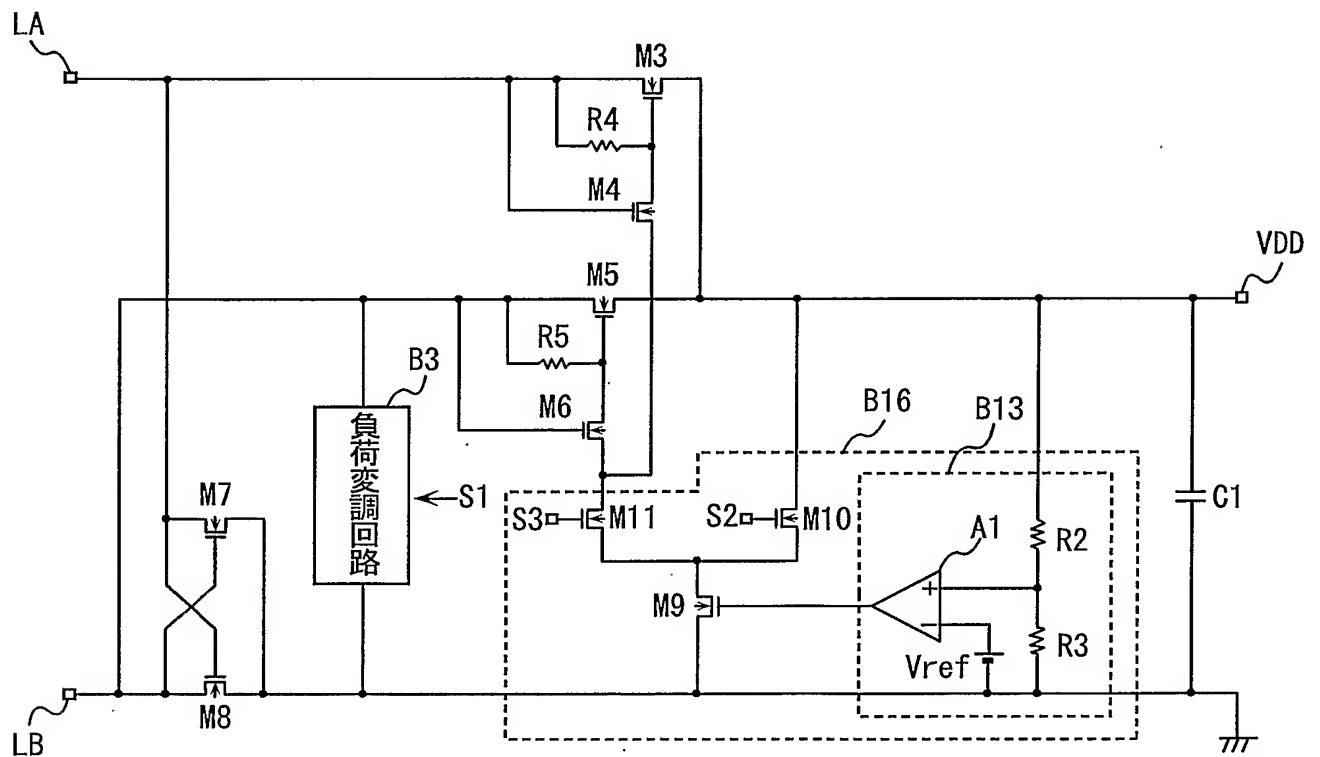 LA
M3
R4
M4
VDD
M5
R5
B3
M6
B16
B13
負荷変調回路
S1
M7
S3
M11
S2
M10
A1
R2
C1
M9
+
−
R3
Vref
M8
LB